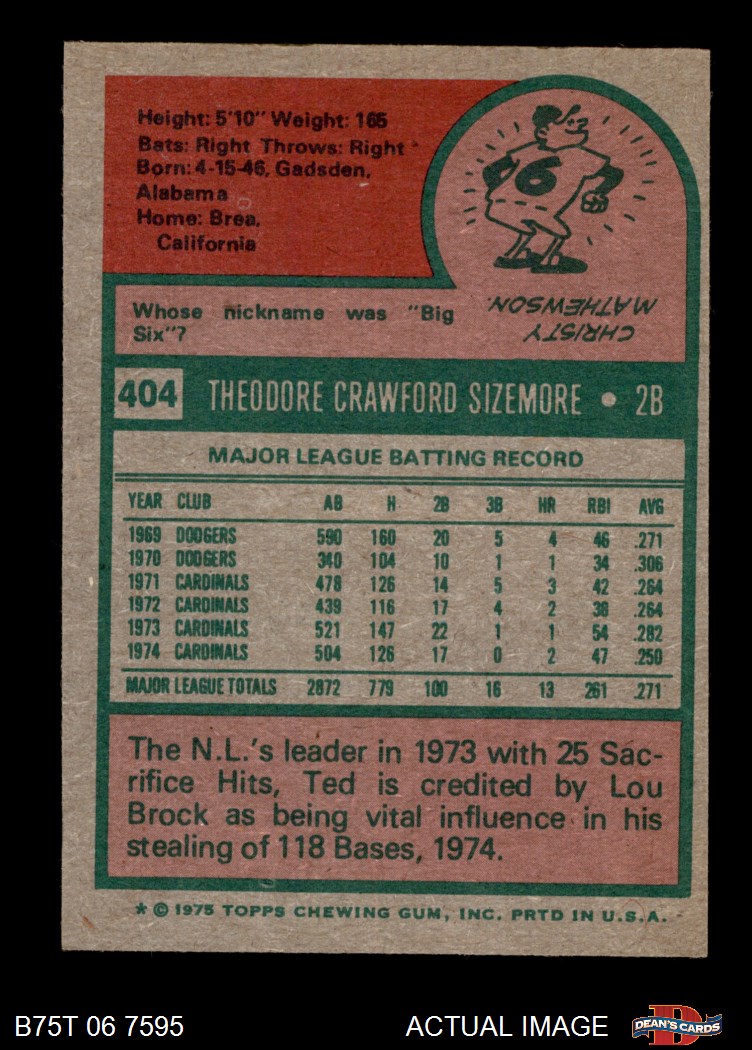 Height: 5'10" Weight: 165
Bats: Right Throws: Right
Born: 4-15-46, Gadsden,
Alabama
Home: Brea,
California
6
Whose nickname was "Big
Six"?
CHRISTY
MATHEWSON.
404 THEODORE CRAWFORD SIZEMORE • 2B
MAJOR LEAGUE BATTING RECORD
YEAR CLUB AB H 2B 3B HR RBI AVG
1969 DODGERS 590 160 20 5 4 46 .271
1970 DODGERS 340 104 10 1 1 34 .306
1971 CARDINALS 478 126 14 5 3 42 .264
1972 CARDINALS 439 116 17 4 2 38 .264
1973 CARDINALS 521 147 22 1 1 54 .282
1974 CARDINALS 504 126 17 0 2 47 .250
MAJOR LEAGUE TOTALS 2872 779 100 16 13 261 .271
The N.L.'s leader in 1973 with 25 Sac-
rifice Hits, Ted is credited by Lou
Brock as being vital influence in his
stealing of 118 Bases, 1974.
* © 1975 TOPPS CHEWING GUM, INC. PRTD IN U.S.A.
B75T 06 7595 ACTUAL IMAGE D DEAN'S CARDS